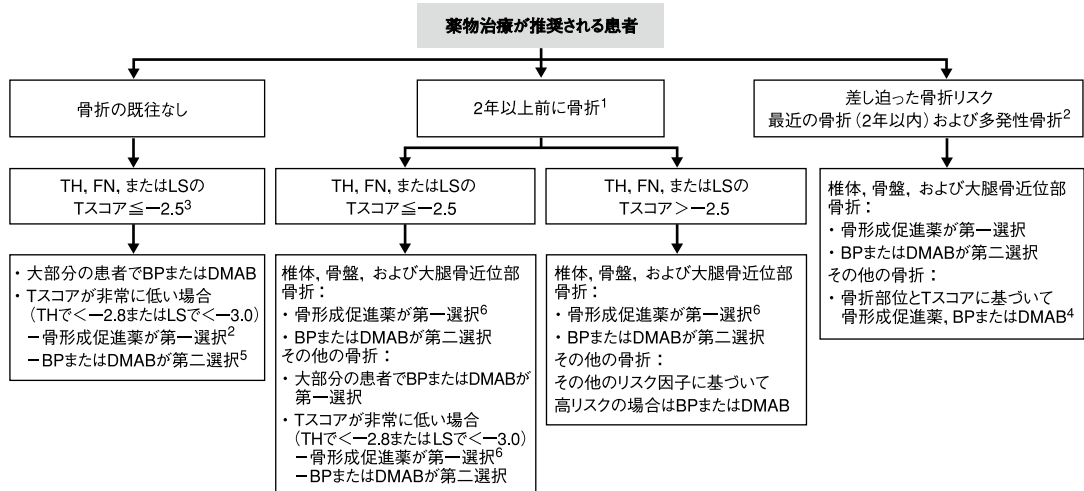 薬物治療が推奨される患者
骨折の既往なし
2年以上前に骨折1
差し迫った骨折リスク
最近の骨折(2年以内)および多発性骨折2
TH, FN, またはLSの
Tスコア≦−2.53
TH, FN, またはLSの
Tスコア≦−2.5
TH, FN, またはLSの
Tスコア>−2.5
椎体, 骨盤, および大腿骨近位部
骨折:
・骨形成促進薬が第一選択
・BPまたはDMABが第二選択
その他の骨折:
・骨折部位とTスコアに基づいて
骨形成促進薬, BPまたはDMAB4
・大部分の患者でBPまたはDMAB
・Tスコアが非常に低い場合
(THで<−2.8またはLSで<−3.0)
−骨形成促進薬が第一選択2
−BPまたはDMABが第二選択5
椎体, 骨盤, および大腿骨近位部
骨折:
・骨形成促進薬が第一選択6
・BPまたはDMABが第二選択
その他の骨折:
・大部分の患者でBPまたはDMABが
第一選択
・Tスコアが非常に低い場合
(THで<−2.8またはLSで<−3.0)
−骨形成促進薬が第一選択6
−BPまたはDMABが第二選択
椎体, 骨盤, および大腿骨近位部
骨折:
・骨形成促進薬が第一選択6
・BPまたはDMABが第二選択
その他の骨折:
その他のリスク因子に基づいて
高リスクの場合はBPまたはDMAB